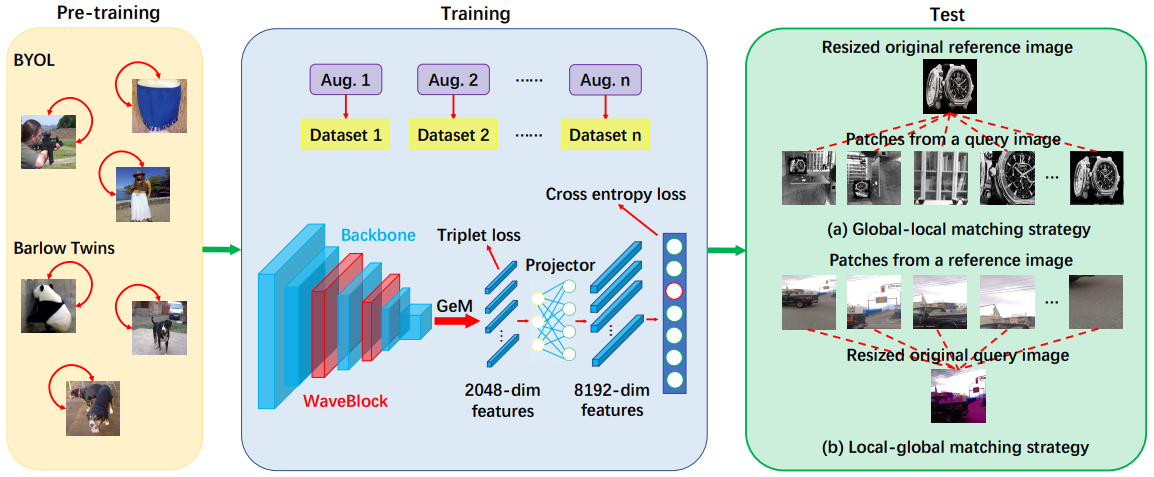 Pre-training
BYOL
Barlow Twins
Training
Aug. 1
Aug. 2
......
Aug. n
Dataset 1
Dataset 2
......
Dataset n
Cross entropy loss
Backbone
Triplet loss
Projector
GeM
WaveBlock
2048-dim
features
8192-dim
features
Test
Resized original reference image
Patches from a query image
...
(a) Global-local matching strategy
Patches from a reference image
...
Resized original query image
(b) Local-global matching strategy